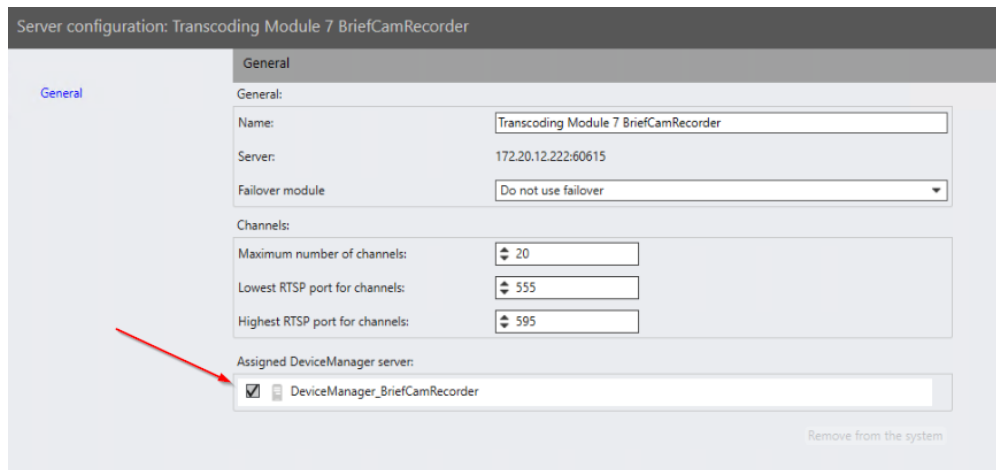 Server configuration: Transcoding Module 7 BriefCamRecorder
General
General
General:
Name: Transcoding Module 7 BriefCamRecorder
Server: 172.20.12.222:60615
Failover module Do not use failover
Channels:
Maximum number of channels: 20
Lowest RTSP port for channels: 555
Highest RTSP port for channels: 595
Assigned DeviceManager server:
DeviceManager_BriefCamRecorder
Remove from the system